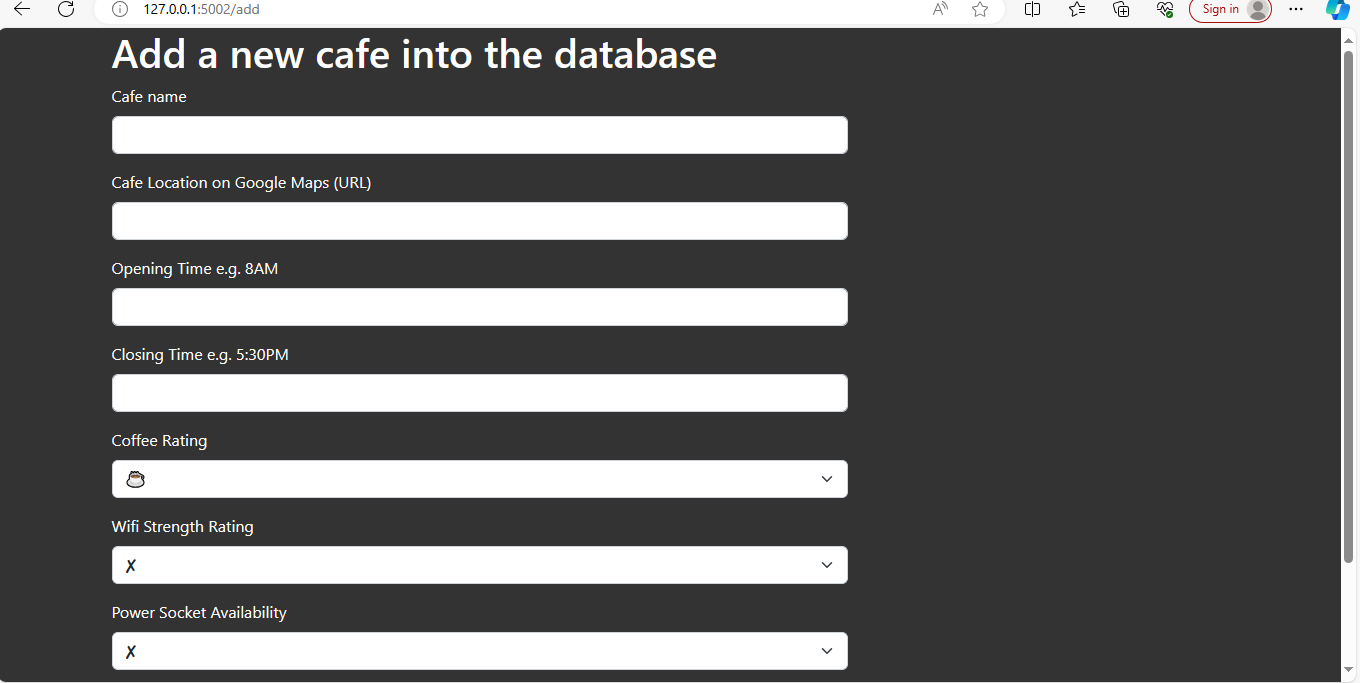 127.0.0.1:5002/add
Sign in
Add a new cafe into the database
Cafe name
Cafe Location on Google Maps (URL)
Opening Time e.g. 8AM
Closing Time e.g. 5:30PM
Coffee Rating
☕
Wifi Strength Rating
✗
Power Socket Availability
✗